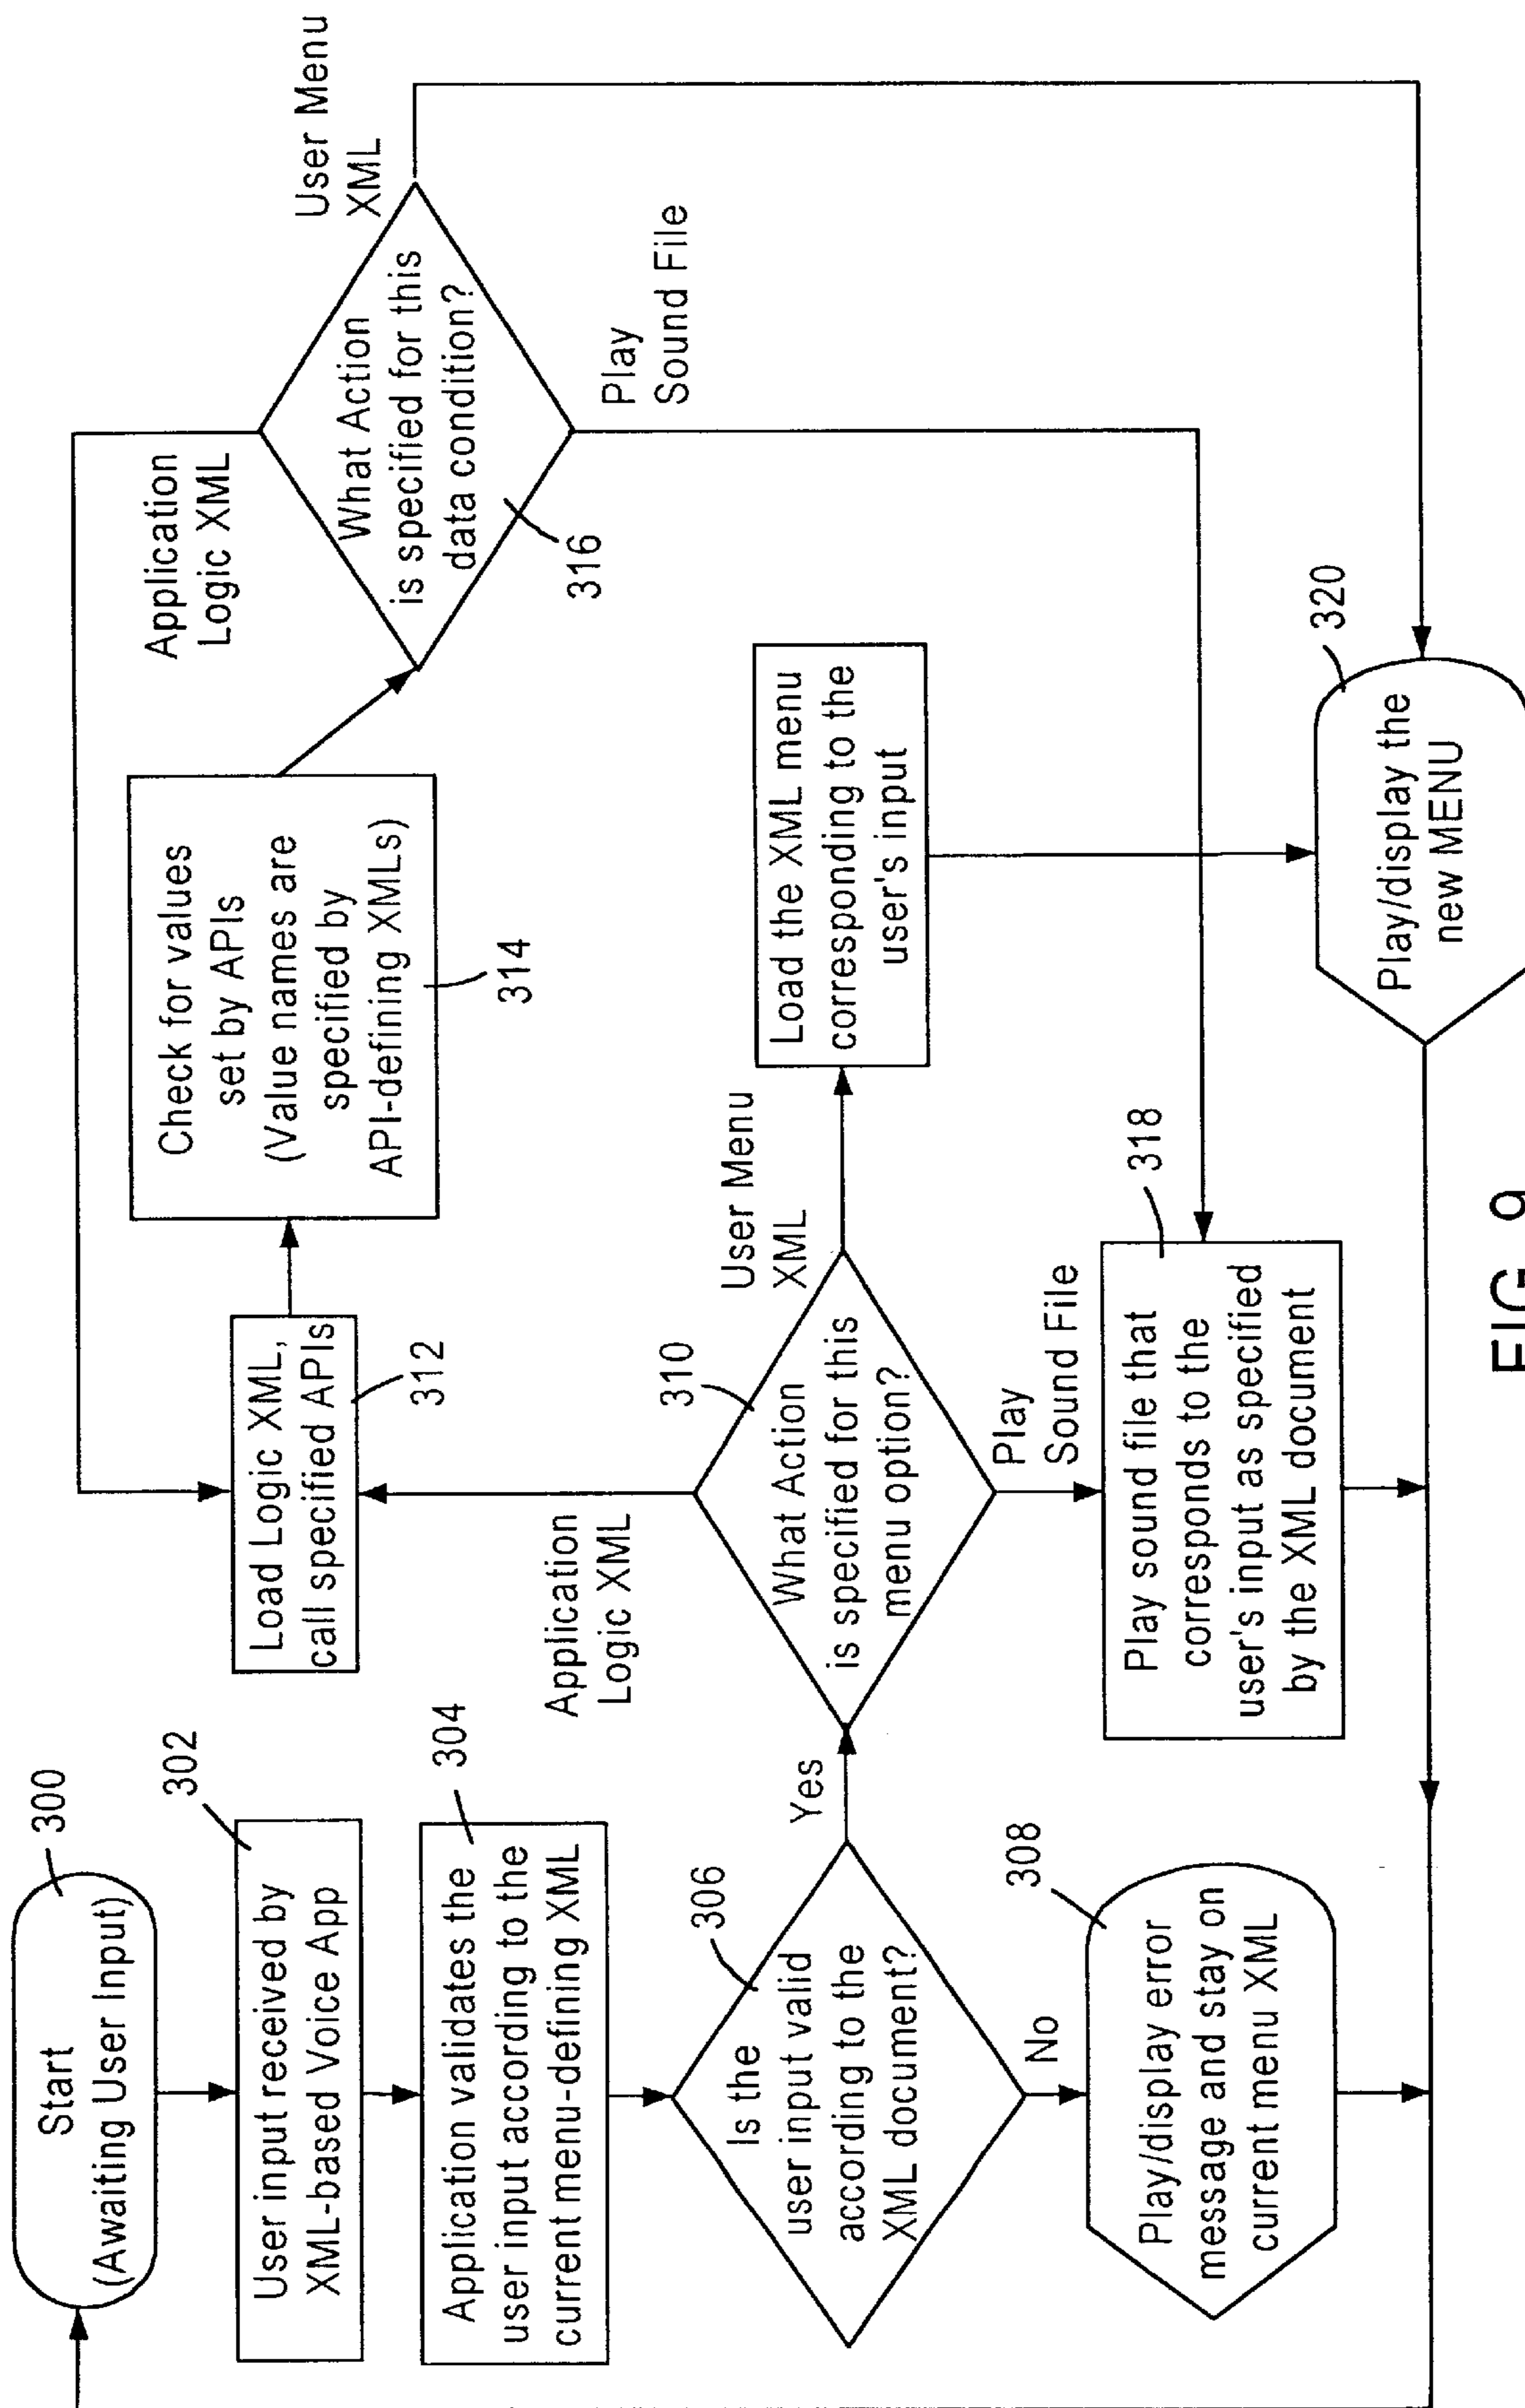 300
Start
(Awaiting User Input)
302
User input received by
XML-based Voice App
304
Application validates the
user input according to the
current menu-defining XML
306
Is the
user input valid
according to the
XML document?
Yes
No
308
Play/display error
message and stay on
current menu XML
310
What Action
is specified for this
menu option?
Application
Logic XML
User Menu
XML
Play
Sound File
Load Logic XML,
call specified APIs
312
Check for values
set by APIs
(Value names are
specified by
API-defining XMLs)
314
What Action
is specified for this
data condition?
316
Application
Logic XML
User Menu
XML
Play
Sound File
Load the XML menu
corresponding to the
user's input
318
Play sound file that
corresponds to the
user's input as specified
by the XML document
320
Play/display the
new MENU
FIG. 9